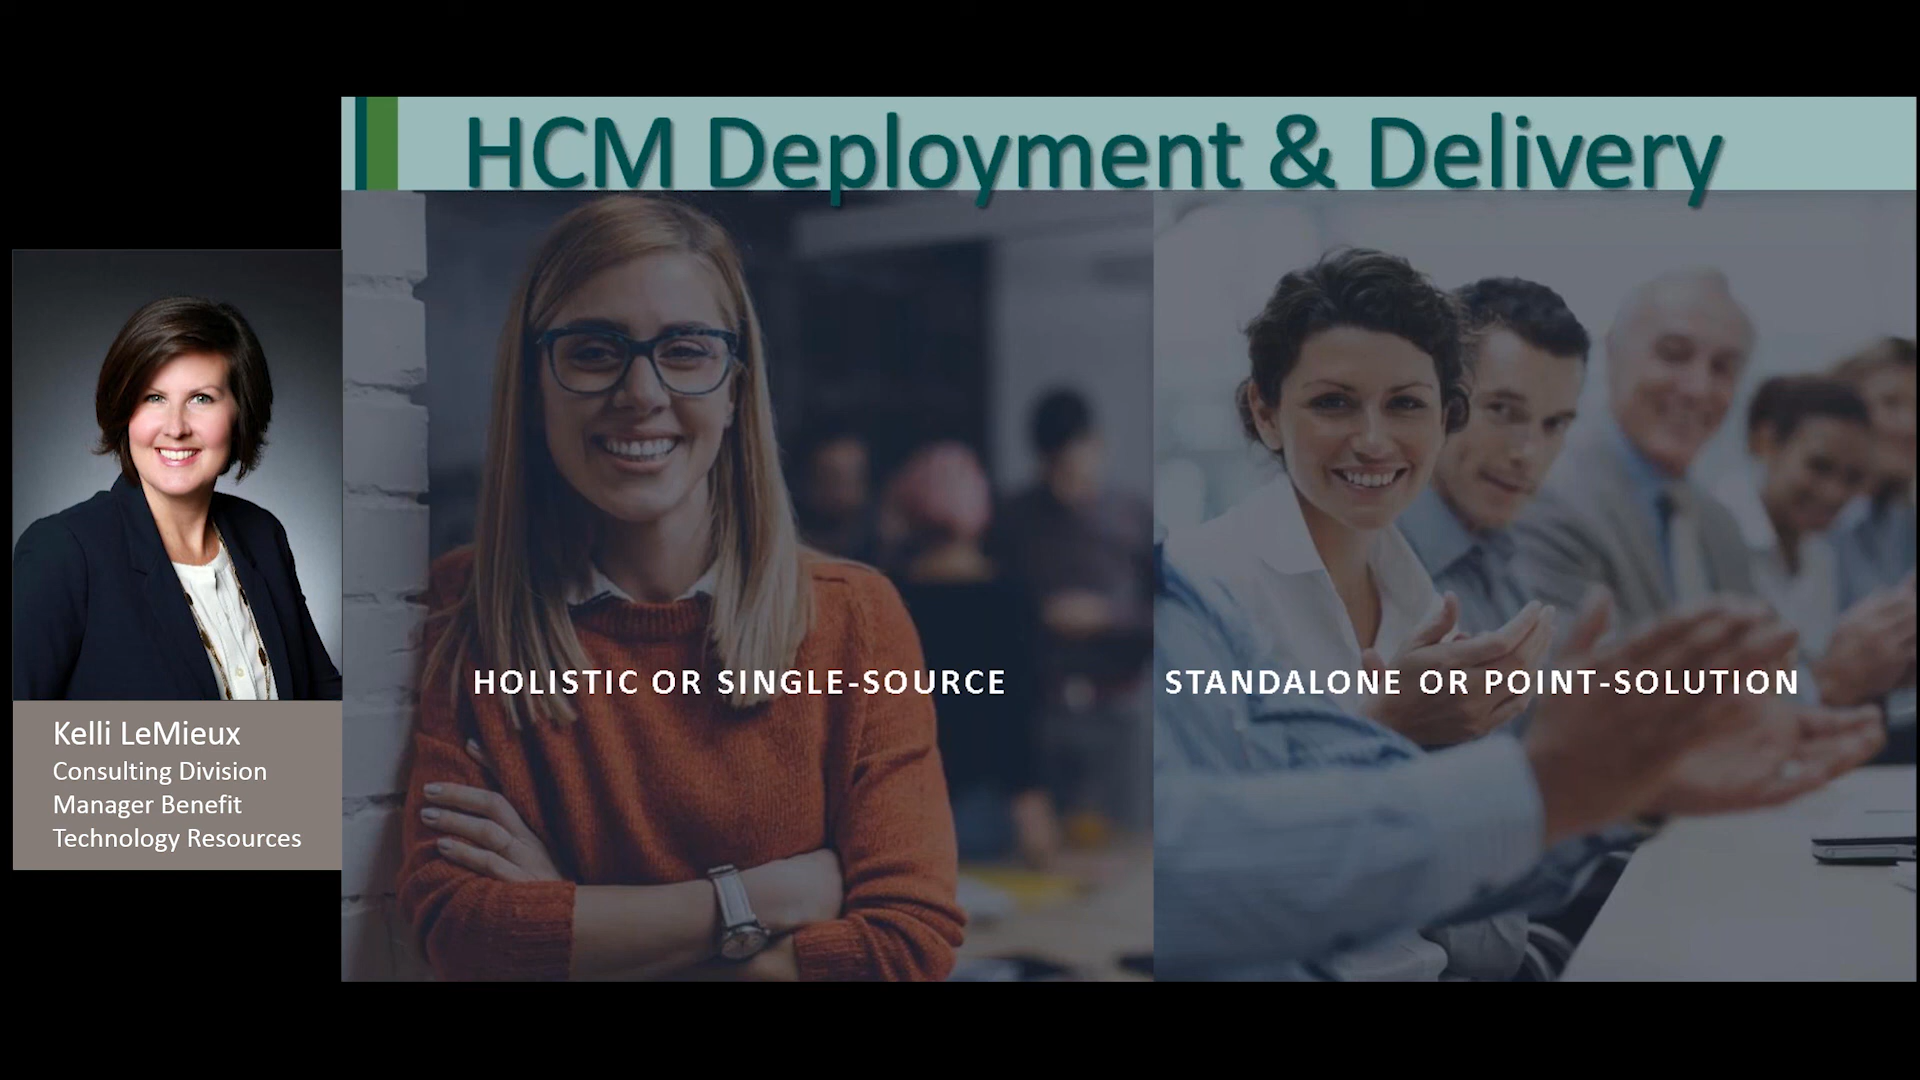 HCM Deployment & Delivery
HOLISTIC OR SINGLE-SOURCE
STANDALONE OR POINT-SOLUTION
Kelli LeMieux
Consulting Division
Manager Benefit
Technology Resources